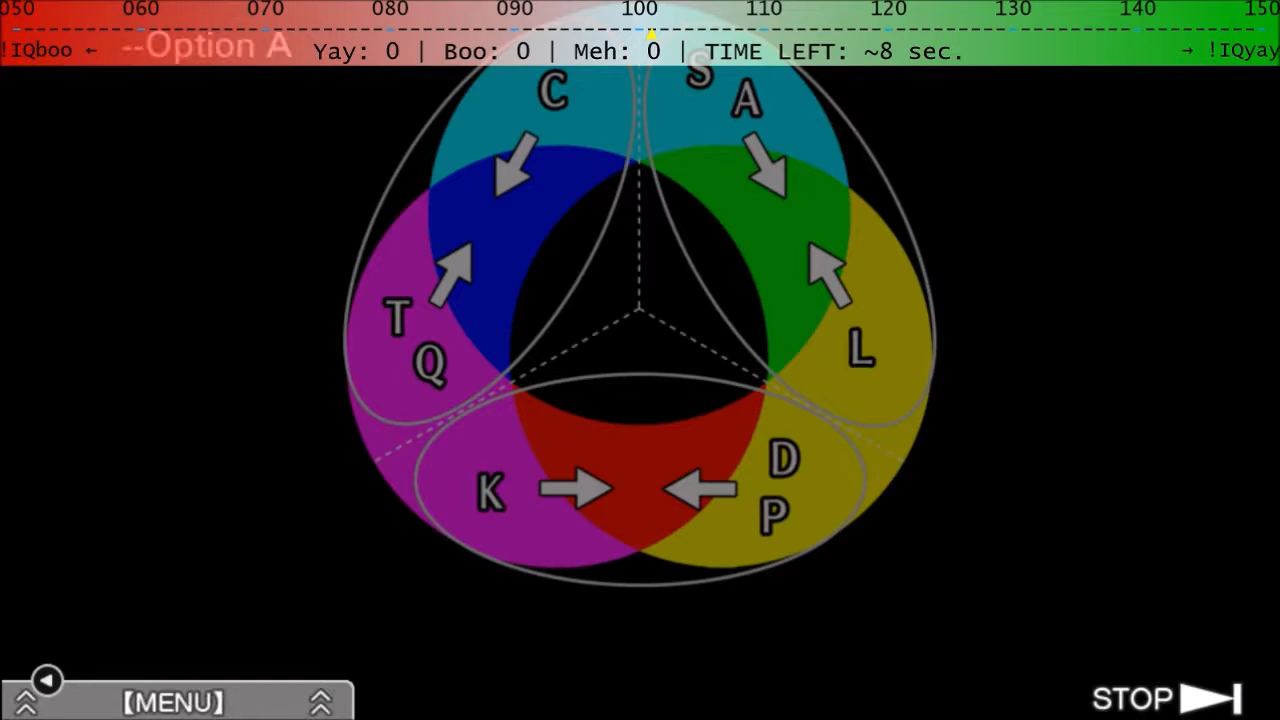 050 060 070 080 090 100 110 120 130 140 150
!IQboo ← --Option A Yay: 0 | Boo: 0 | Meh: 0 | TIME LEFT: ~8 sec. → !IQyay
S
C
A
T
L
Q
D
K
P
【MENU】
STOP